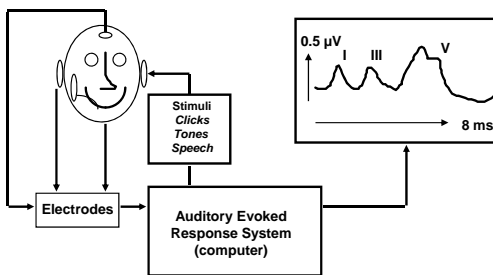 0.5 µV
I
III
V
8 ms
Stimuli
Clicks
Tones
Speech
Electrodes
Auditory Evoked
Response System
(computer)